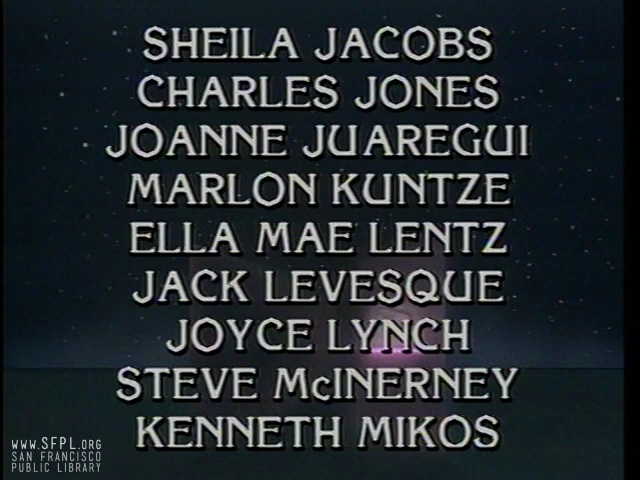 SHEILA JACOBS
CHARLES JONES
JOANNE JUAREGUI
MARLON KUNTZE
ELLA MAE LENTZ
JACK LEVESQUE
JOYCE LYNCH
STEVE McINERNEY
KENNETH MIKOS
WWW.SFPL.ORG
SAN FRANCISCO
PUBLIC LIBRARY